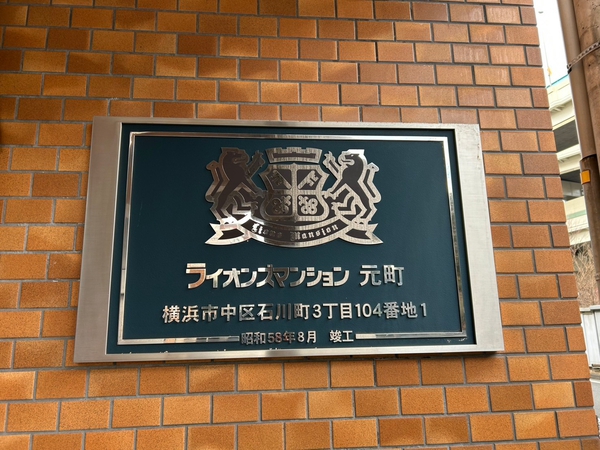 Lions Mansion
ライオンズマンション 元町
横浜市中区石川町3丁目104番地1
昭和58年8月 竣工